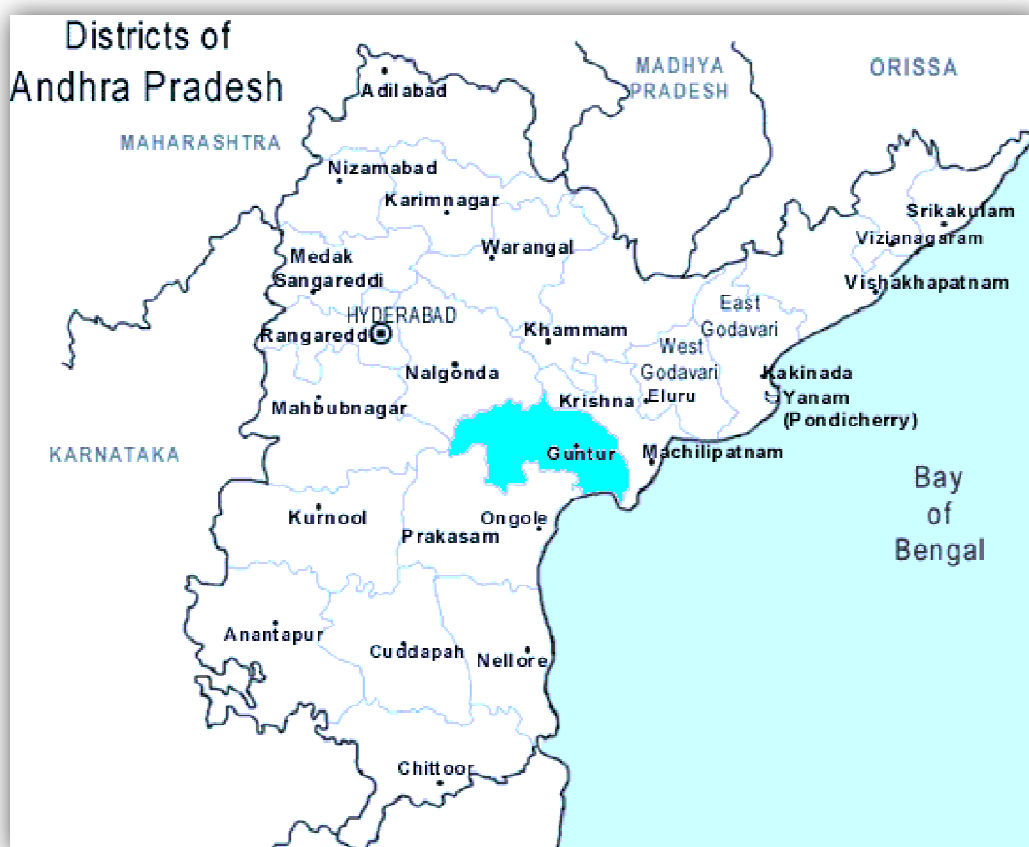 Districts of
Andhra Pradesh
MADHYA
PRADESH
ORISSA
Adilabad
MAHARASHTRA
Nizamabad
Karimnagar
Srikakulam
Warangal
Vizianagaram
Medak
Sangareddi
Vishakhapatnam
East
Godavari
HYDERABAD
Rangareddi
Khammam
West
Godavari
Nalgonda
Kakinada
Mahbubnagar
Krishna
Eluru
Yanam
(Pondicherry)
KARNATAKA
Guntur
Machilipatnam
Bay
of
Bengal
Kurnool
Ongole
Prakasam
Anantapur
Cuddapah
Nellore
Chittoor